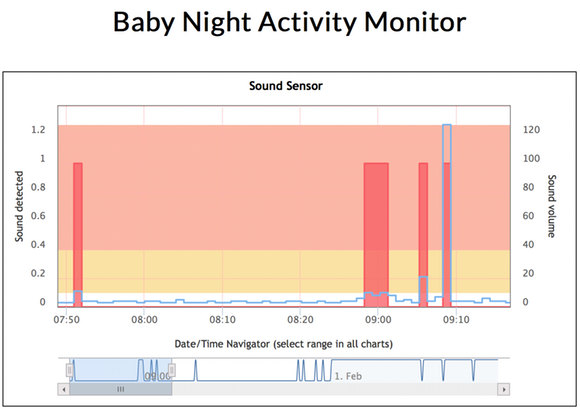 Baby Night Activity Monitor
Sound Sensor
Sound detected
1.2
1
0.8
0.6
0.4
0.2
0
120
100
80
60
40
20
0
Sound volume
07:50 08:00 08:10 08:20 09:00 09:10
Date/Time Navigator (select range in all charts)
09:00 1. Feb